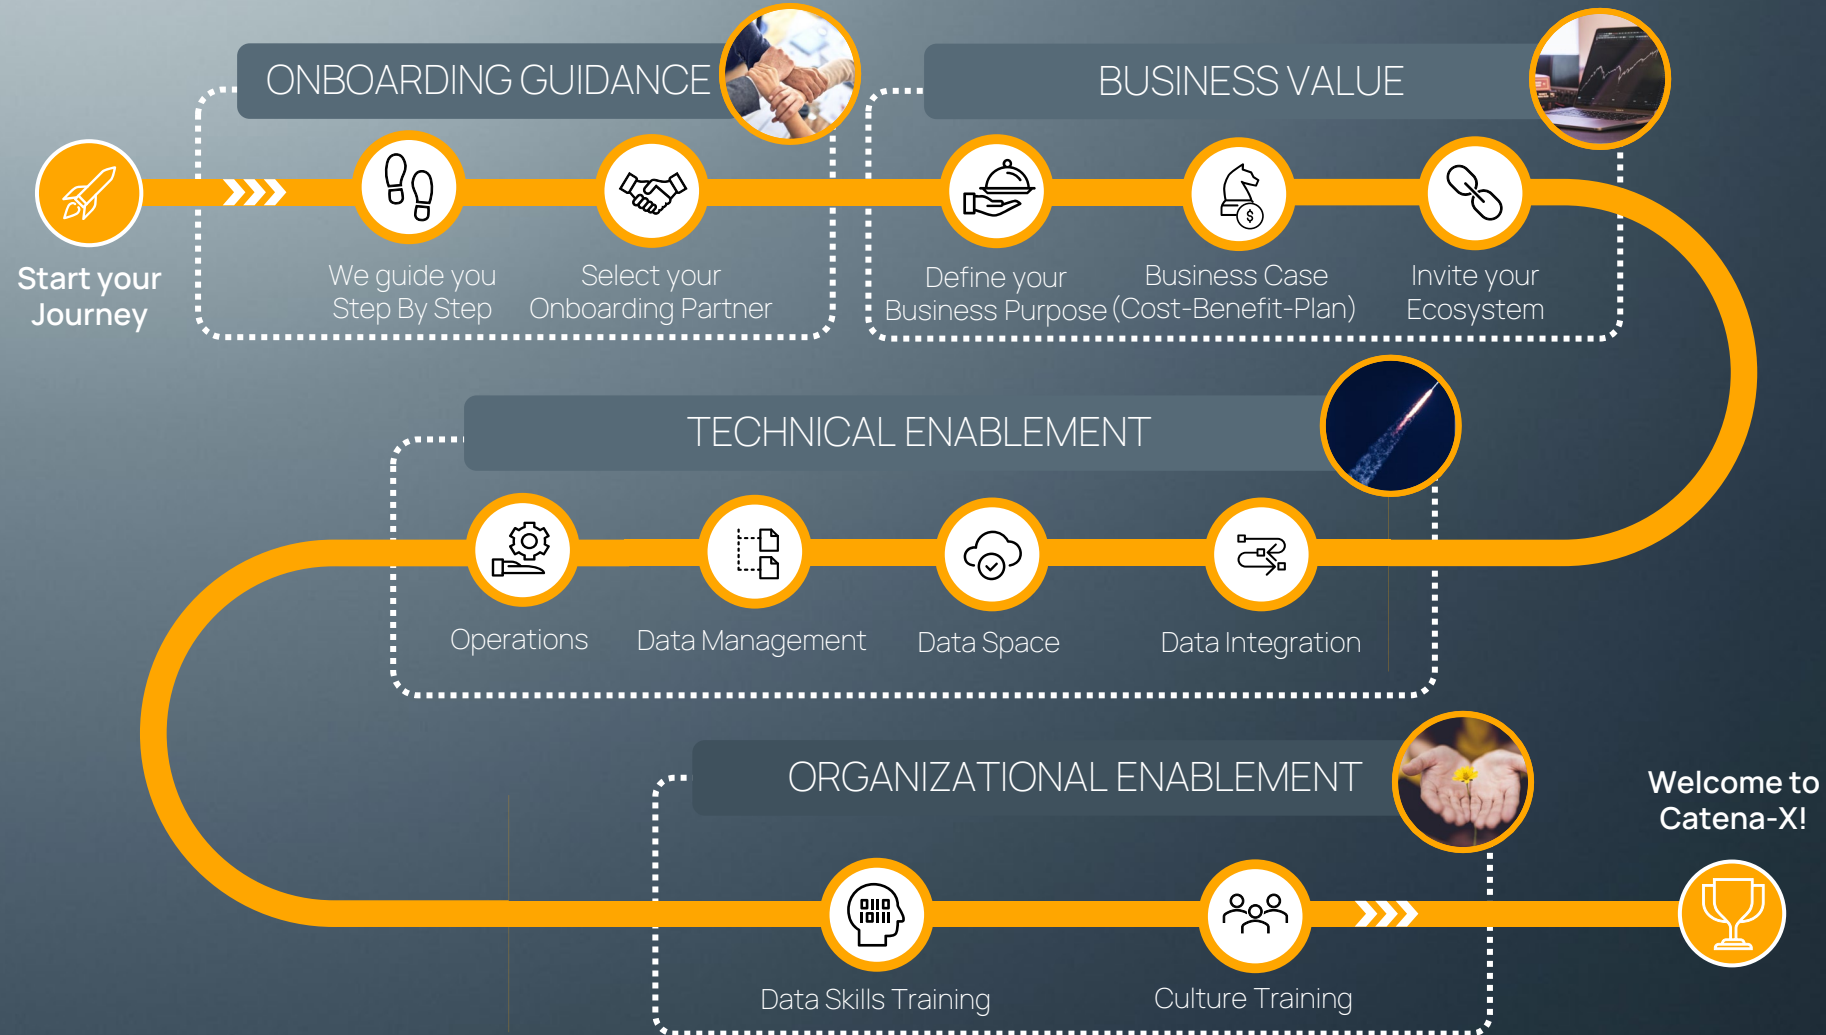 ONBOARDING GUIDANCE
BUSINESS VALUE
Start your
Journey
We guide you
Step By Step
Select your
Onboarding Partner
Define your
Business Purpose
Business Case
(Cost-Benefit-Plan)
Invite your
Ecosystem
TECHNICAL ENABLEMENT
Operations
Data Management
Data Space
Data Integration
ORGANIZATIONAL ENABLEMENT
Data Skills Training
Culture Training
Welcome to
Catena-X!